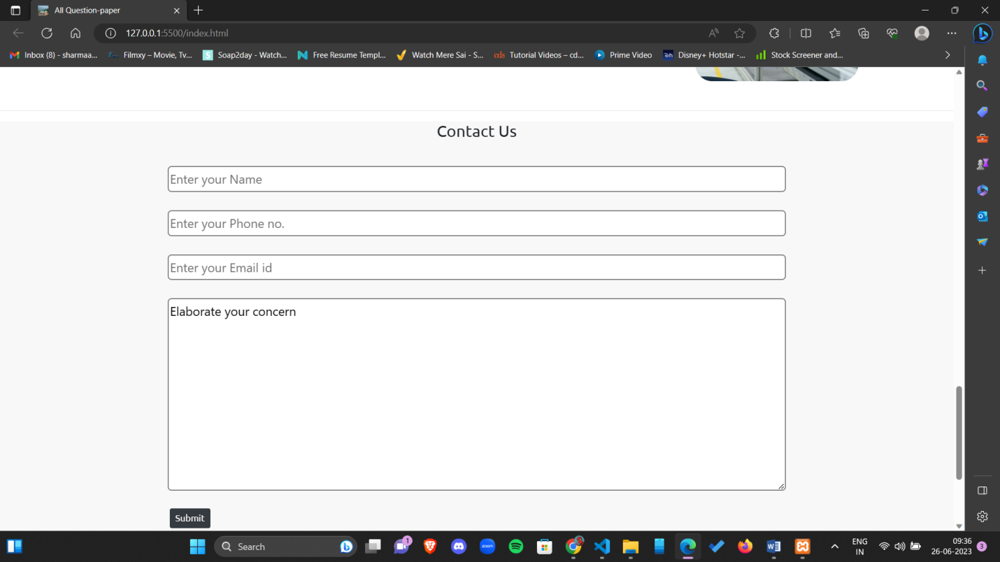 All Question-paper
127.0.0.1:5500/index.html
Inbox (8) - sharmaa...
Filmxy – Movie, Tv...
S
Soap2day - Watch...
Free Resume Templ...
Watch Mere Sai - S...
cds
Tutorial Videos – cd...
Prime Video
Disney+ Hotstar -...
Stock Screener and...
Contact Us
Enter your Name
Enter your Phone no.
Enter your Email id
Elaborate your concern
Submit
Search
1
zoom
ENG
IN
09:36
26-06-2023
3